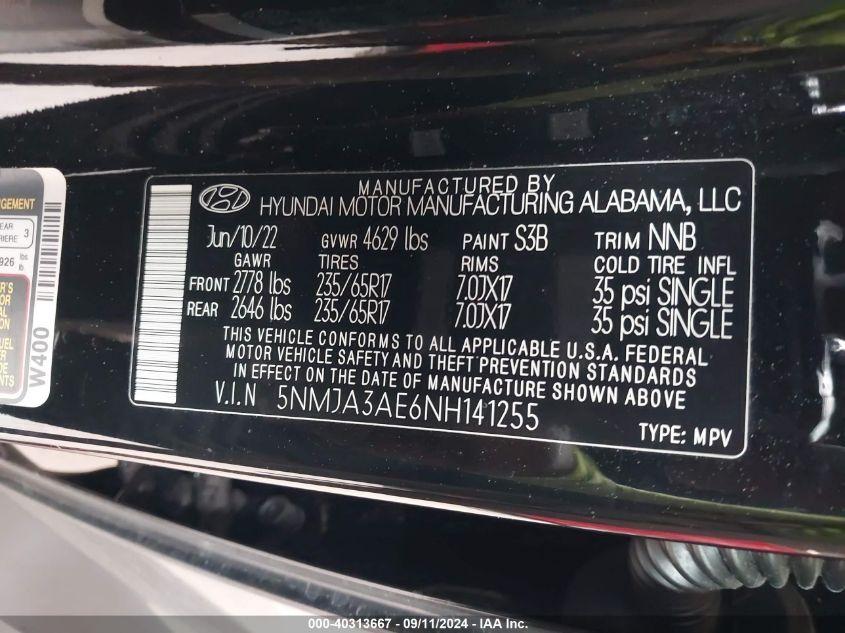 MANUFACTURED BY
HYUNDAI MOTOR MANUFACTURING ALABAMA, LLC
Jun/10/22 GVWR 4629 lbs PAINT S3B TRIM NNB
GAWR TIRES RIMS COLD TIRE INFL
FRONT 2778 lbs 235/65R17 7.0JX17 35 psi SINGLE
REAR 2646 lbs 235/65R17 7.0JX17 35 psi SINGLE
THIS VEHICLE CONFORMS TO ALL APPLICABLE U.S.A. FEDERAL
MOTOR VEHICLE SAFETY AND THEFT PREVENTION STANDARDS
IN EFFECT ON THE DATE OF MANUFACTURE SHOWN ABOVE
V.I.N 5NMJA3AE6NH141255
TYPE: MPV
3
926 lbs
W400
000-40313667 - 09/11/2024 - IAA Inc.